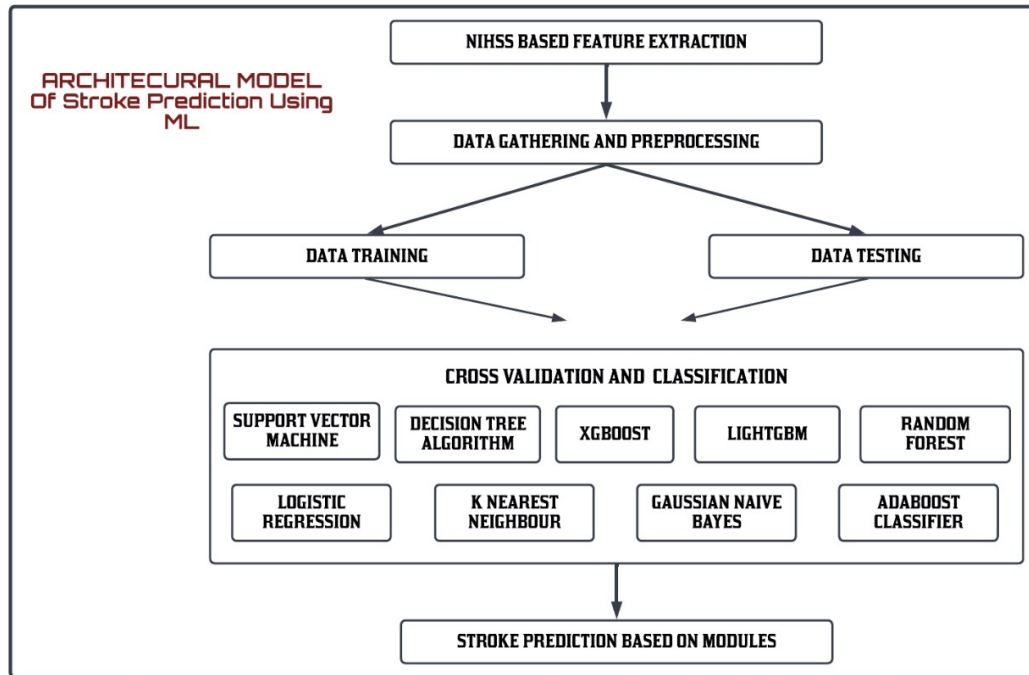 NIHSS BASED FEATURE EXTRACTION
ARCHITECURAL MODEL
Of Stroke Prediction Using
ML
DATA GATHERING AND PREPROCESSING
DATA TRAINING
DATA TESTING
CROSS VALIDATION AND CLASSIFICATION
SUPPORT VECTOR
MACHINE
DECISION TREE
ALGORITHM
XGBOOST
LIGHTGBM
RANDOM
FOREST
LOGISTIC
REGRESSION
K NEAREST
NEIGHBOUR
GAUSSIAN NAIVE
BAYES
ADABOOST
CLASSIFIER
STROKE PREDICTION BASED ON MODULES